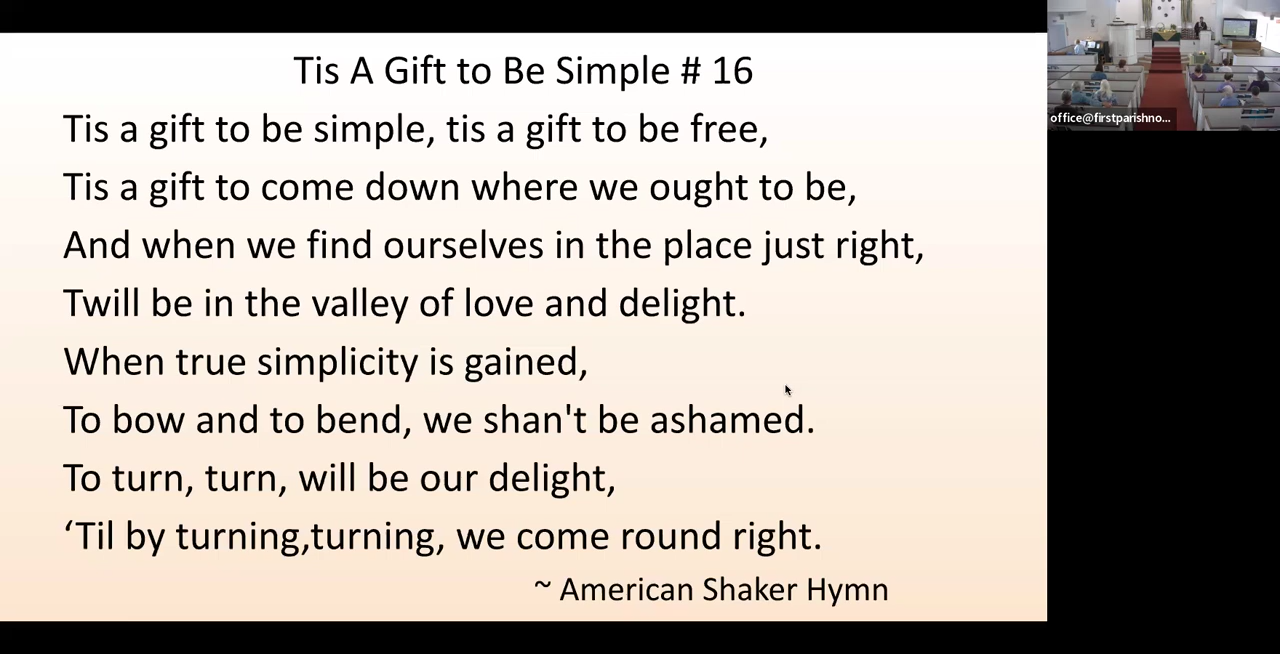 Tis A Gift to Be Simple # 16
Tis a gift to be simple, tis a gift to be free,
Tis a gift to come down where we ought to be,
And when we find ourselves in the place just right,
Twill be in the valley of love and delight.
When true simplicity is gained,
To bow and to bend, we shan't be ashamed.
To turn, turn, will be our delight,
‘Til by turning,turning, we come round right.
~ American Shaker Hymn
office@firstparishno...